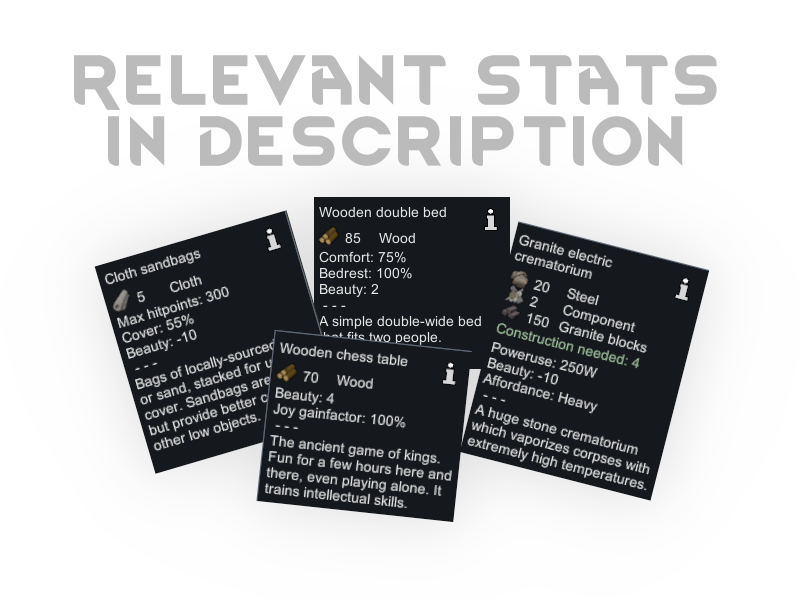 RELEVANT STATS
IN DESCRIPTION
Cloth sandbags
5 Cloth
Max hitpoints: 300
Cover: 55%
Beauty: -10
---
Bags of locally-sourced
or sand, stacked for
cover. Sandbags are
but provide better
other low objects.
Wooden double bed
85 Wood
Comfort: 75%
Bedrest: 100%
Beauty: 2
---
A simple double-wide bed
that fits two people.
Wooden chess table
70 Wood
Beauty: 4
Joy gainfactor: 100%
---
The ancient game of kings.
Fun for a few hours here and
there, even playing alone. It
trains intellectual skills.
Granite electric
crematorium
20 Steel
2 Component
150 Granite blocks
Construction needed: 4
Poweruse: 250W
Beauty: -10
Affordance: Heavy
---
A huge stone crematorium
which vaporizes corpses with
extremely high temperatures.